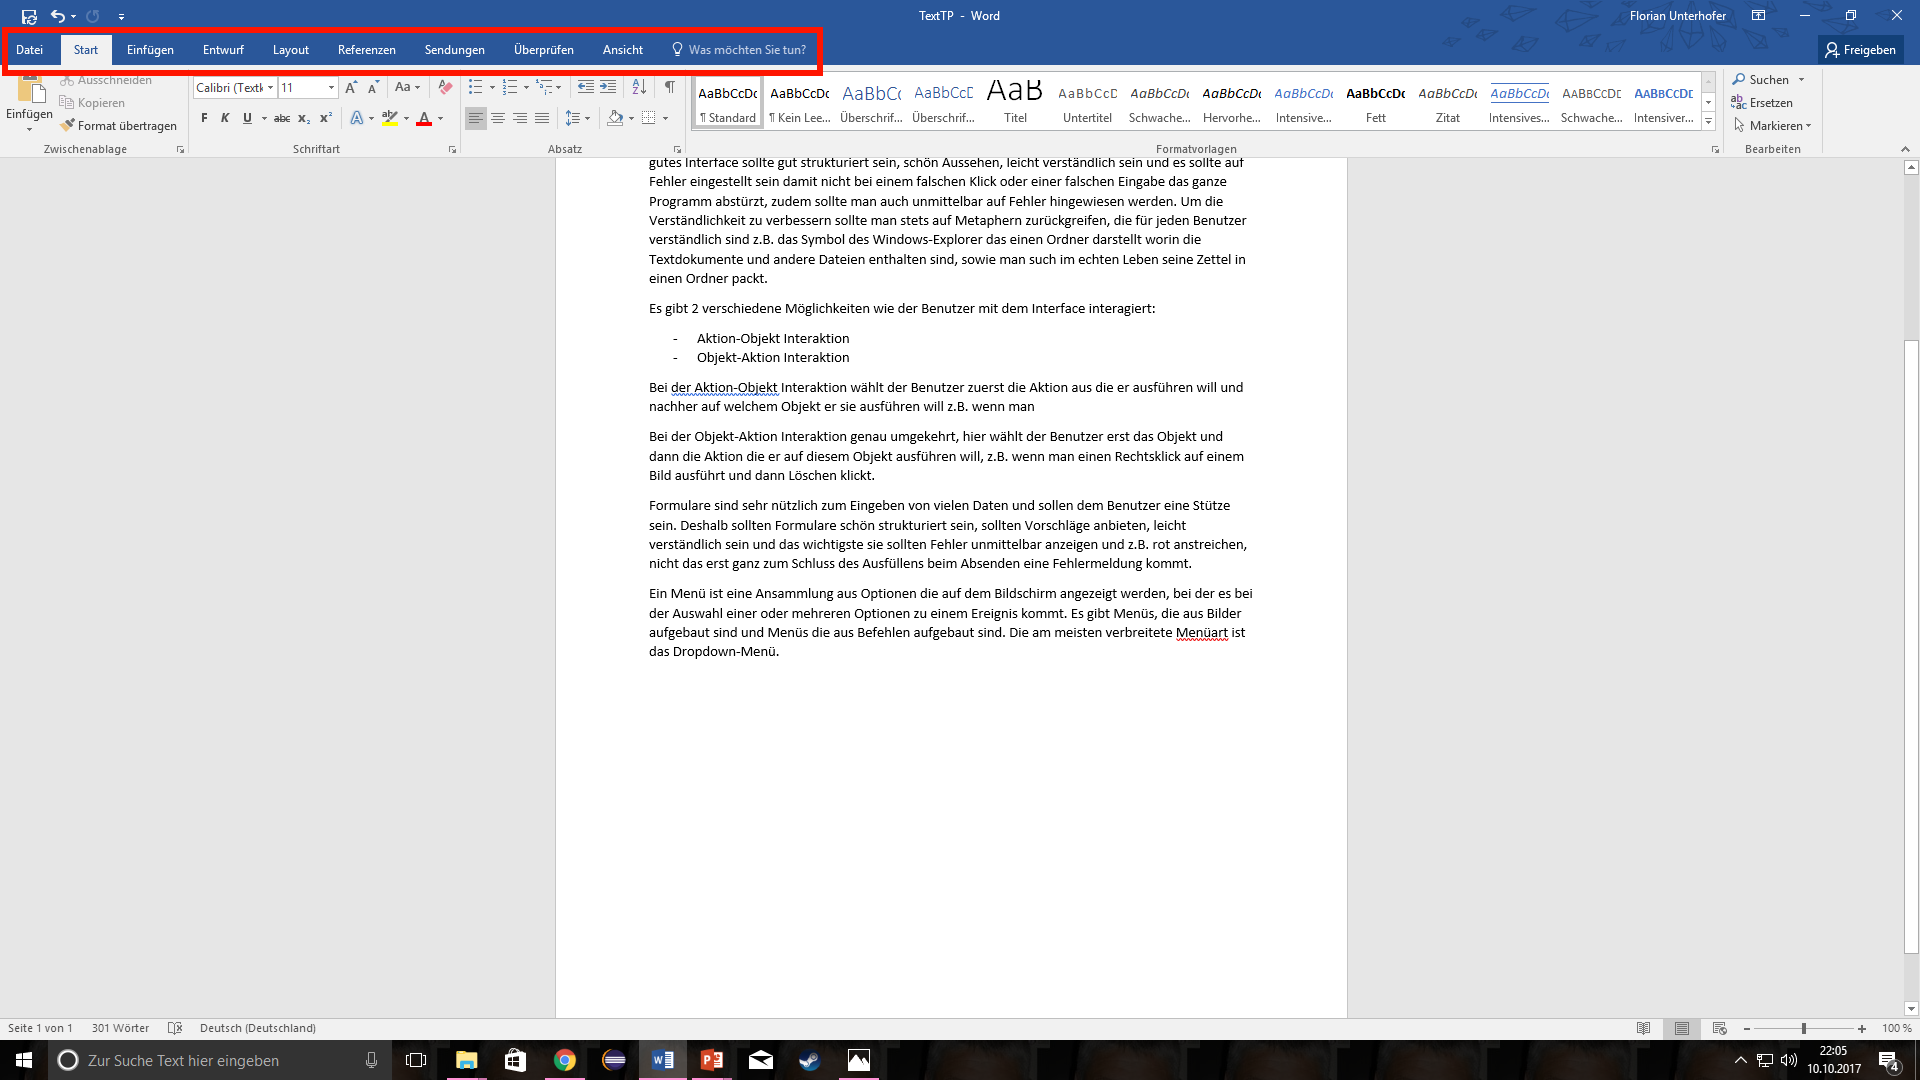 TextTP - Word
Florian Unterhofer
Datei Start Einfügen Entwurf Layout Referenzen Sendungen Überprüfen Ansicht Was möchten Sie tun? Freigeben
Einfügen
Ausschneiden
Kopieren
Format übertragen
Zwischenablage
Calibri (Textk 11 Aa
F K U abc x₂ x²
A ab A
Schriftart
Absatz
AaBbCcDc AaBbCcDc AaBbCc AaBbCcD AaB AaBbCcD AaBbCcDc AaBbCcDc AaBbCcDc AaBbCcDc AaBbCcDc AaBbCcDc AaBbCcDd AaBbCcDd
¶ Standard ¶ Kein Lee... Überschrif... Überschrif... Titel Untertitel Schwache... Hervorhe... Intensive... Fett Zitat Intensives... Schwache... Intensiver...
Formatvorlagen
Suchen
Ersetzen
Markieren
Bearbeiten
gutes Interface sollte gut strukturiert sein, schön Aussehen, leicht verständlich sein und es sollte auf
Fehler eingestellt sein damit nicht bei einem falschen Klick oder einer falschen Eingabe das ganze
Programm abstürzt, zudem sollte man auch unmittelbar auf Fehler hingewiesen werden. Um die
Verständlichkeit zu verbessern sollte man stets auf Metaphern zurückgreifen, die für jeden Benutzer
verständlich sind z.B. das Symbol des Windows-Explorer das einen Ordner darstellt worin die
Textdokumente und andere Dateien enthalten sind, sowie man such im echten Leben seine Zettel in
einen Ordner packt.
Es gibt 2 verschiedene Möglichkeiten wie der Benutzer mit dem Interface interagiert:
- Aktion-Objekt Interaktion
- Objekt-Aktion Interaktion
Bei der Aktion-Objekt Interaktion wählt der Benutzer zuerst die Aktion aus die er ausführen will und
nachher auf welchem Objekt er sie ausführen will z.B. wenn man
Bei der Objekt-Aktion Interaktion genau umgekehrt, hier wählt der Benutzer erst das Objekt und
dann die Aktion die er auf diesem Objekt ausführen will, z.B. wenn man einen Rechtsklick auf einem
Bild ausführt und dann Löschen klickt.
Formulare sind sehr nützlich zum Eingeben von vielen Daten und sollen dem Benutzer eine Stütze
sein. Deshalb sollten Formulare schön strukturiert sein, sollten Vorschläge anbieten, leicht
verständlich sein und das wichtigste sie sollten Fehler unmittelbar anzeigen und z.B. rot anstreichen,
nicht das erst ganz zum Schluss des Ausfüllens beim Absenden eine Fehlermeldung kommt.
Ein Menü ist eine Ansammlung aus Optionen die auf dem Bildschirm angezeigt werden, bei der es bei
der Auswahl einer oder mehreren Optionen zu einem Ereignis kommt. Es gibt Menüs, die aus Bilder
aufgebaut sind und Menüs die aus Befehlen aufgebaut sind. Die am meisten verbreitete Menüart ist
das Dropdown-Menü.
Seite 1 von 1 301 Wörter Deutsch (Deutschland) 100 %
Zur Suche Text hier eingeben
22:05
10.10.2017
4